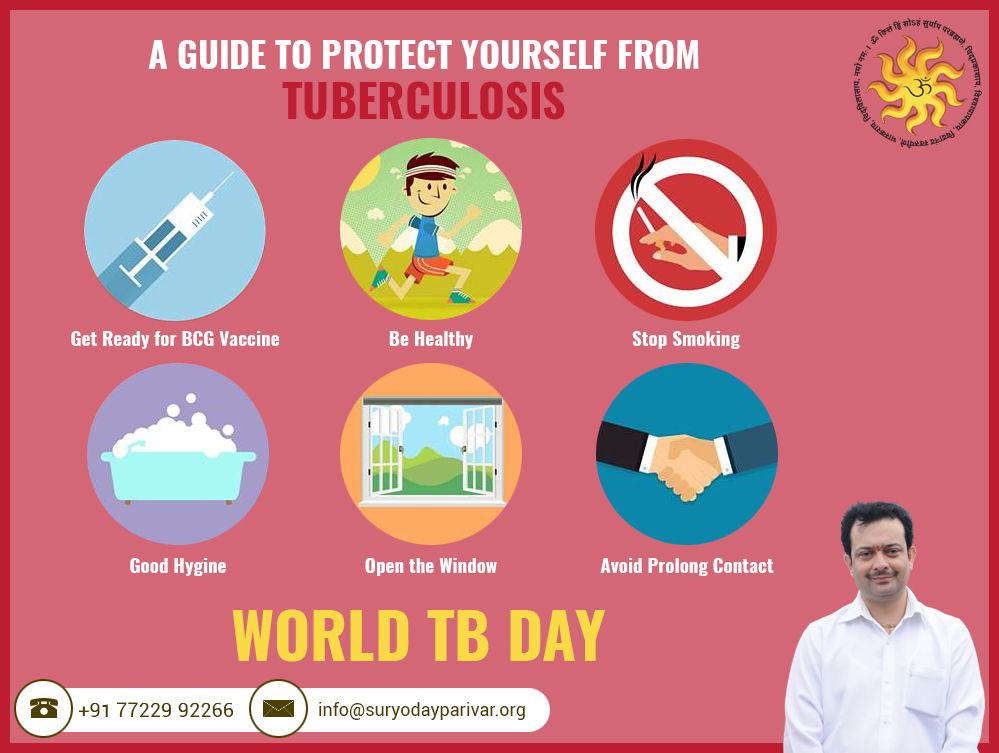 A GUIDE TO PROTECT YOURSELF FROM
TUBERCULOSIS
Get Ready for BCG Vaccine
Be Healthy
Stop Smoking
Good Hygine
Open the Window
Avoid Prolong Contact
WORLD TB DAY
+91 77229 92266
info@suryodayparivar.org
ॐ